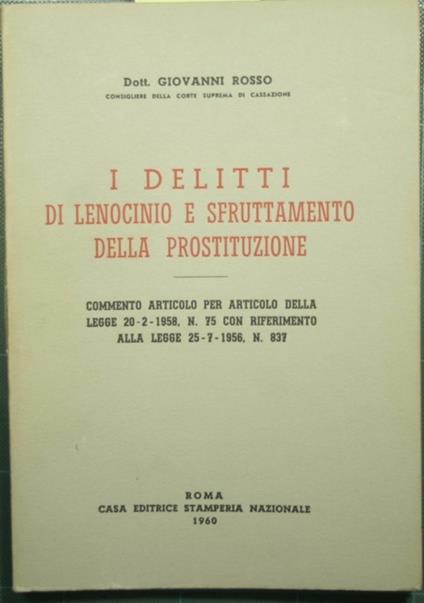 Dott. GIOVANNI ROSSO
CONSIGLIERE DELLA CORTE SUPREMA DI CASSAZIONE
I DELITTI
DI LENOCINIO E SFRUTTAMENTO
DELLA PROSTITUZIONE
COMMENTO ARTICOLO PER ARTICOLO DELLA
LEGGE 20-2-1958, N. 75 CON RIFERIMENTO
ALLA LEGGE 25-7-1956, N. 837
ROMA
CASA EDITRICE STAMPERIA NAZIONALE
1960